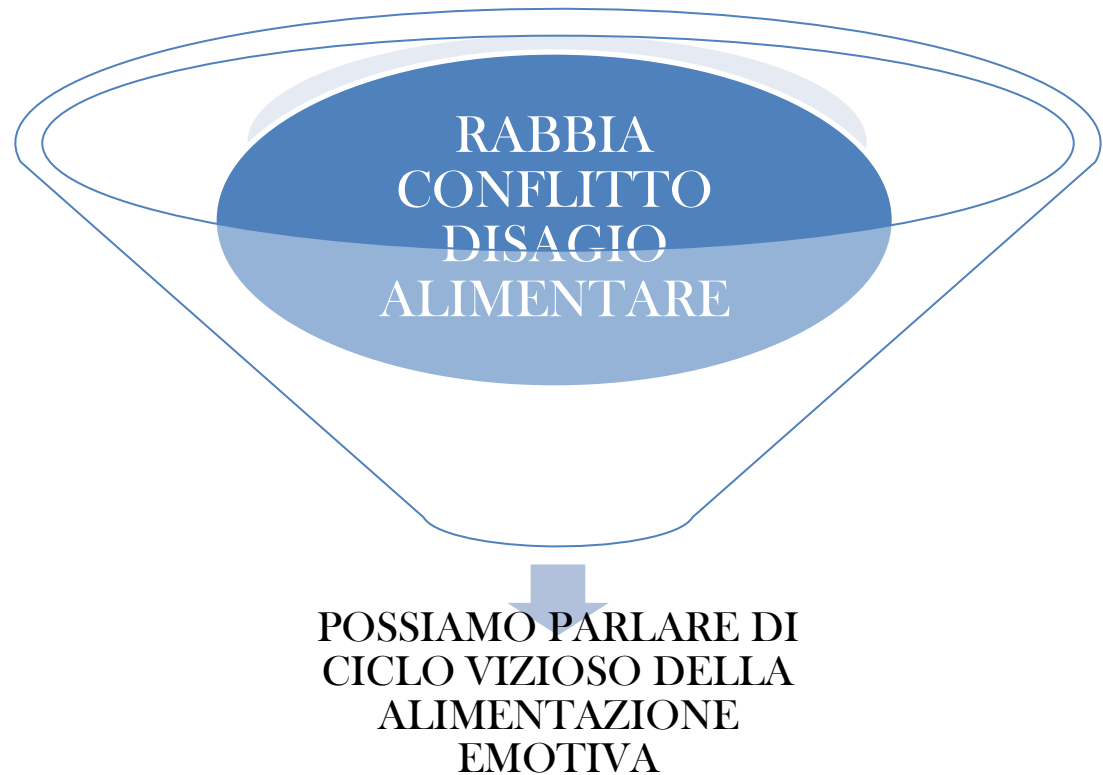 RABBIA
CONFLITTO
DISAGIO
ALIMENTARE
POSSIAMO PARLARE DI
CICLO VIZIOSO DELLA
ALIMENTAZIONE
EMOTIVA